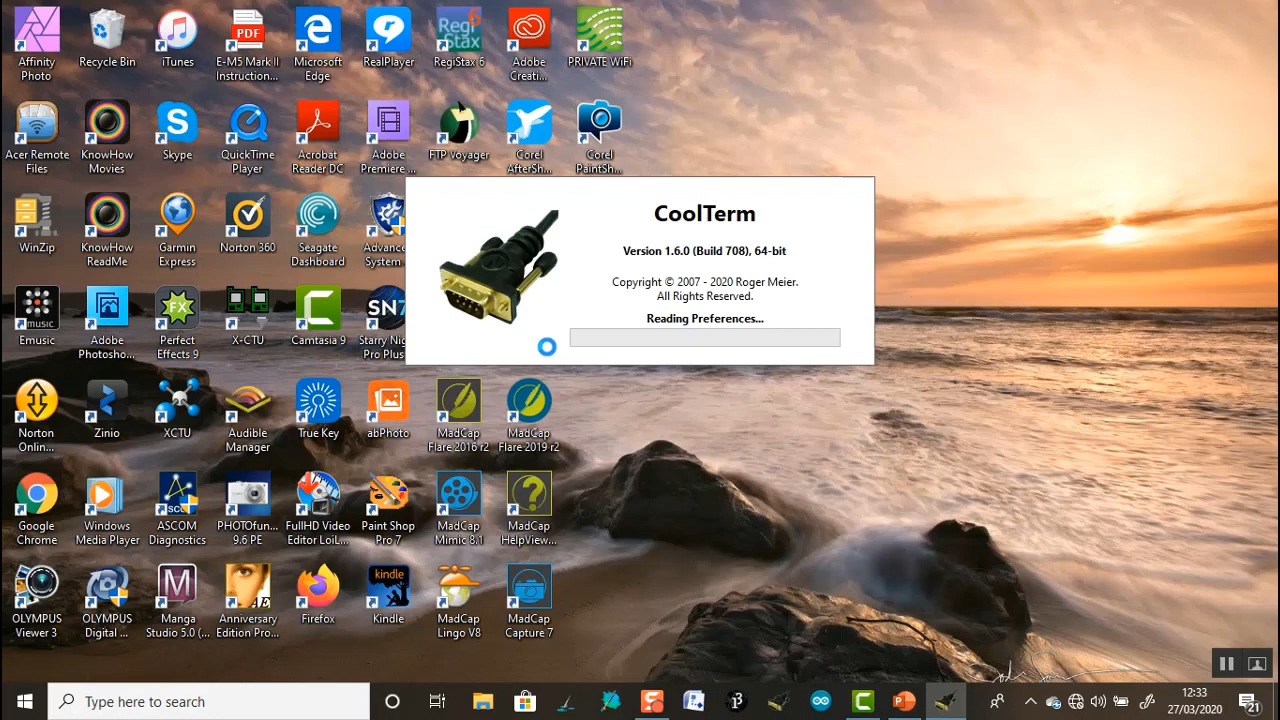 Affinity Photo
Recycle Bin
iTunes
PDF
E-M5 Mark II Instruction...
Microsoft Edge
RealPlayer
Regi Stax 6
RegiStax 6
Adobe Creati...
PRIVATE WiFi
Acer Remote Files
KnowHow Movies
Skype
QuickTime Player
Acrobat Reader DC
Adobe Premiere...
FTP Voyager
Corel AfterSh...
Corel PaintSh...
WinZip
KnowHow ReadMe
Garmin Express
Norton 360
Seagate Dashboard
Advance System
CoolTerm
Version 1.6.0 (Build 708), 64-bit
Copyright © 2007 - 2020 Roger Meier.
All Rights Reserved.
Reading Preferences...
music
Emusic
Adobe Photosho...
FX
Perfect Effects 9
X-CTU
Camtasia 9
SN7
Starry Nig Pro Plus
Norton Onlin...
Zinio
XCTU
Audible Manager
True Key
abPhoto
MadCap Flare 2016 r2
MadCap Flare 2019 r2
Google Chrome
Windows Media Player
ASCOM Diagnostics
PHOTOfun... 9.6 PE
FullHD Video Editor LoiL...
Paint Shop Pro 7
MadCap Mimic 8.1
MadCap HelpView...
OLYMPUS Viewer 3
OLYMPUS Digital ...
Manga Studio 5.0 (...
AE
Anniversary Edition Pro...
Firefox
kindle
Kindle
MadCap Lingo V8
MadCap Capture 7
Type here to search
12:33
27/03/2020
21